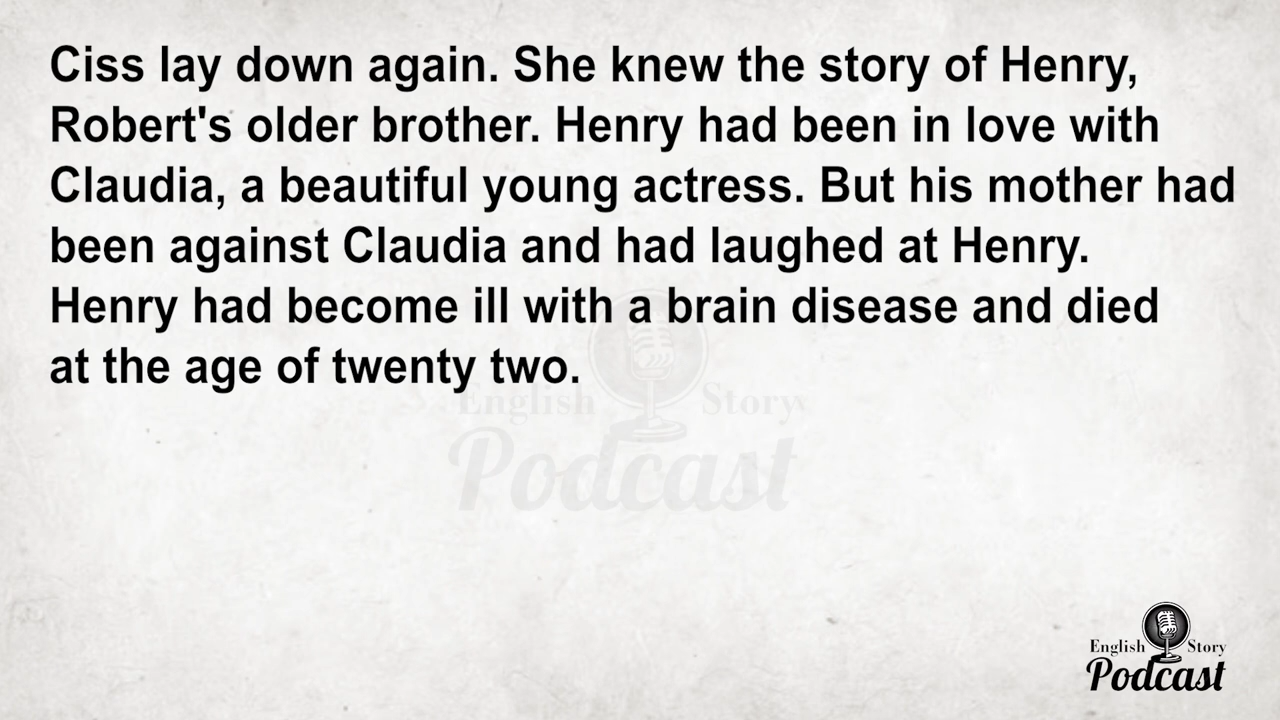 Ciss lay down again. She knew the story of Henry,
Robert's older brother. Henry had been in love with
Claudia, a beautiful young actress. But his mother had
been against Claudia and had laughed at Henry.
Henry had become ill with a brain disease and died
at the age of twenty two.
English Story
Podcast
English Story
Podcast